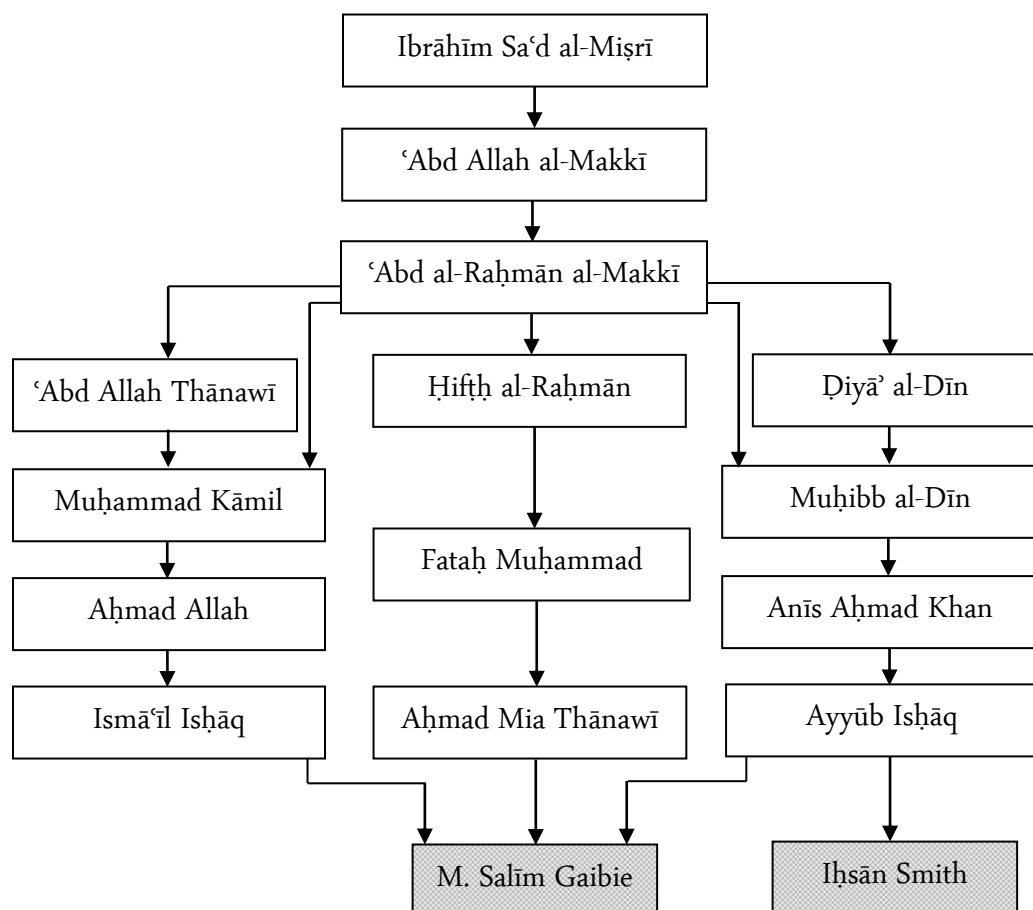 Ibrāhīm Saʿd al-Miṣrī
ʿAbd Allah al-Makkī
ʿAbd al-Raḥmān al-Makkī
ʿAbd Allah Thānawī
Ḥifṭḥ al-Raḥmān
Ḍiyāʾ al-Dīn
Muḥammad Kāmil
Muḥibb al-Dīn
Fataḥ Muḥammad
Aḥmad Allah
Anīs Aḥmad Khan
Ismāʿīl Isḥāq
Aḥmad Mia Thānawī
Ayyūb Isḥāq
M. Salīm Gaibie
Iḥsān Smith